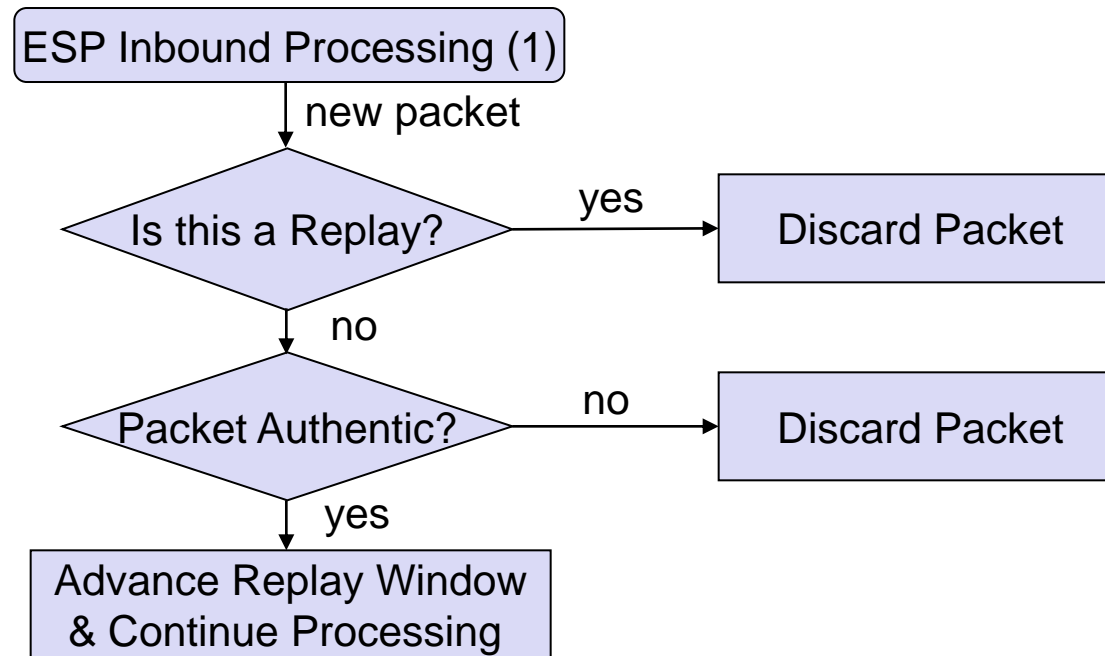 ESP Inbound Processing (1)
new packet
Is this a Replay?
yes
Discard Packet
no
Packet Authentic?
no
Discard Packet
yes
Advance Replay Window
& Continue Processing